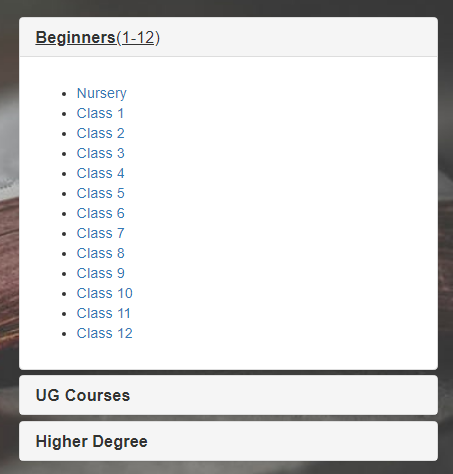 Beginners(1-12)
Nursery
Class 1
Class 2
Class 3
Class 4
Class 5
Class 6
Class 7
Class 8
Class 9
Class 10
Class 11
Class 12
UG Courses
Higher Degree